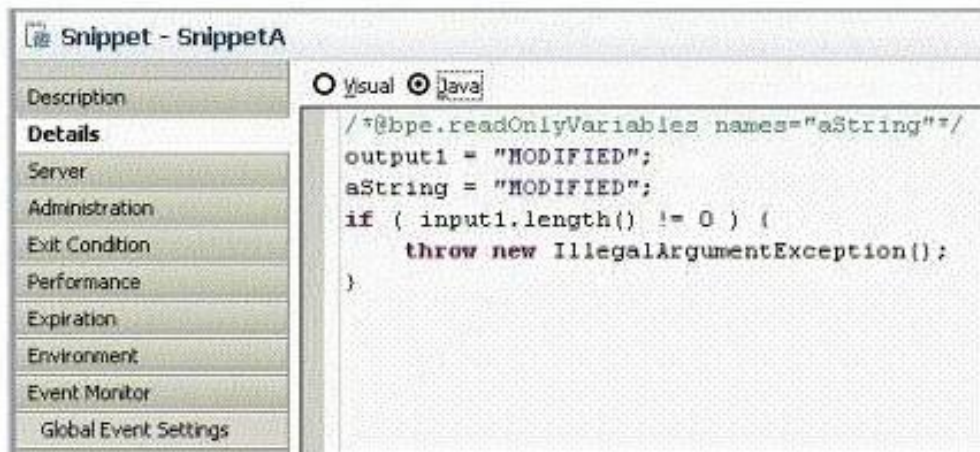 Snippet - SnippetA
Description
Details
Server
Administration
Exit Condition
Performance
Expiration
Environment
Event Monitor
Global Event Settings
Visual Java
/*@bpe.readOnlyVariables names="aString"*/
output1 = "MODIFIED";
aString = "MODIFIED";
if ( input1.length() != 0 ) {
throw new IllegalArgumentException();
}